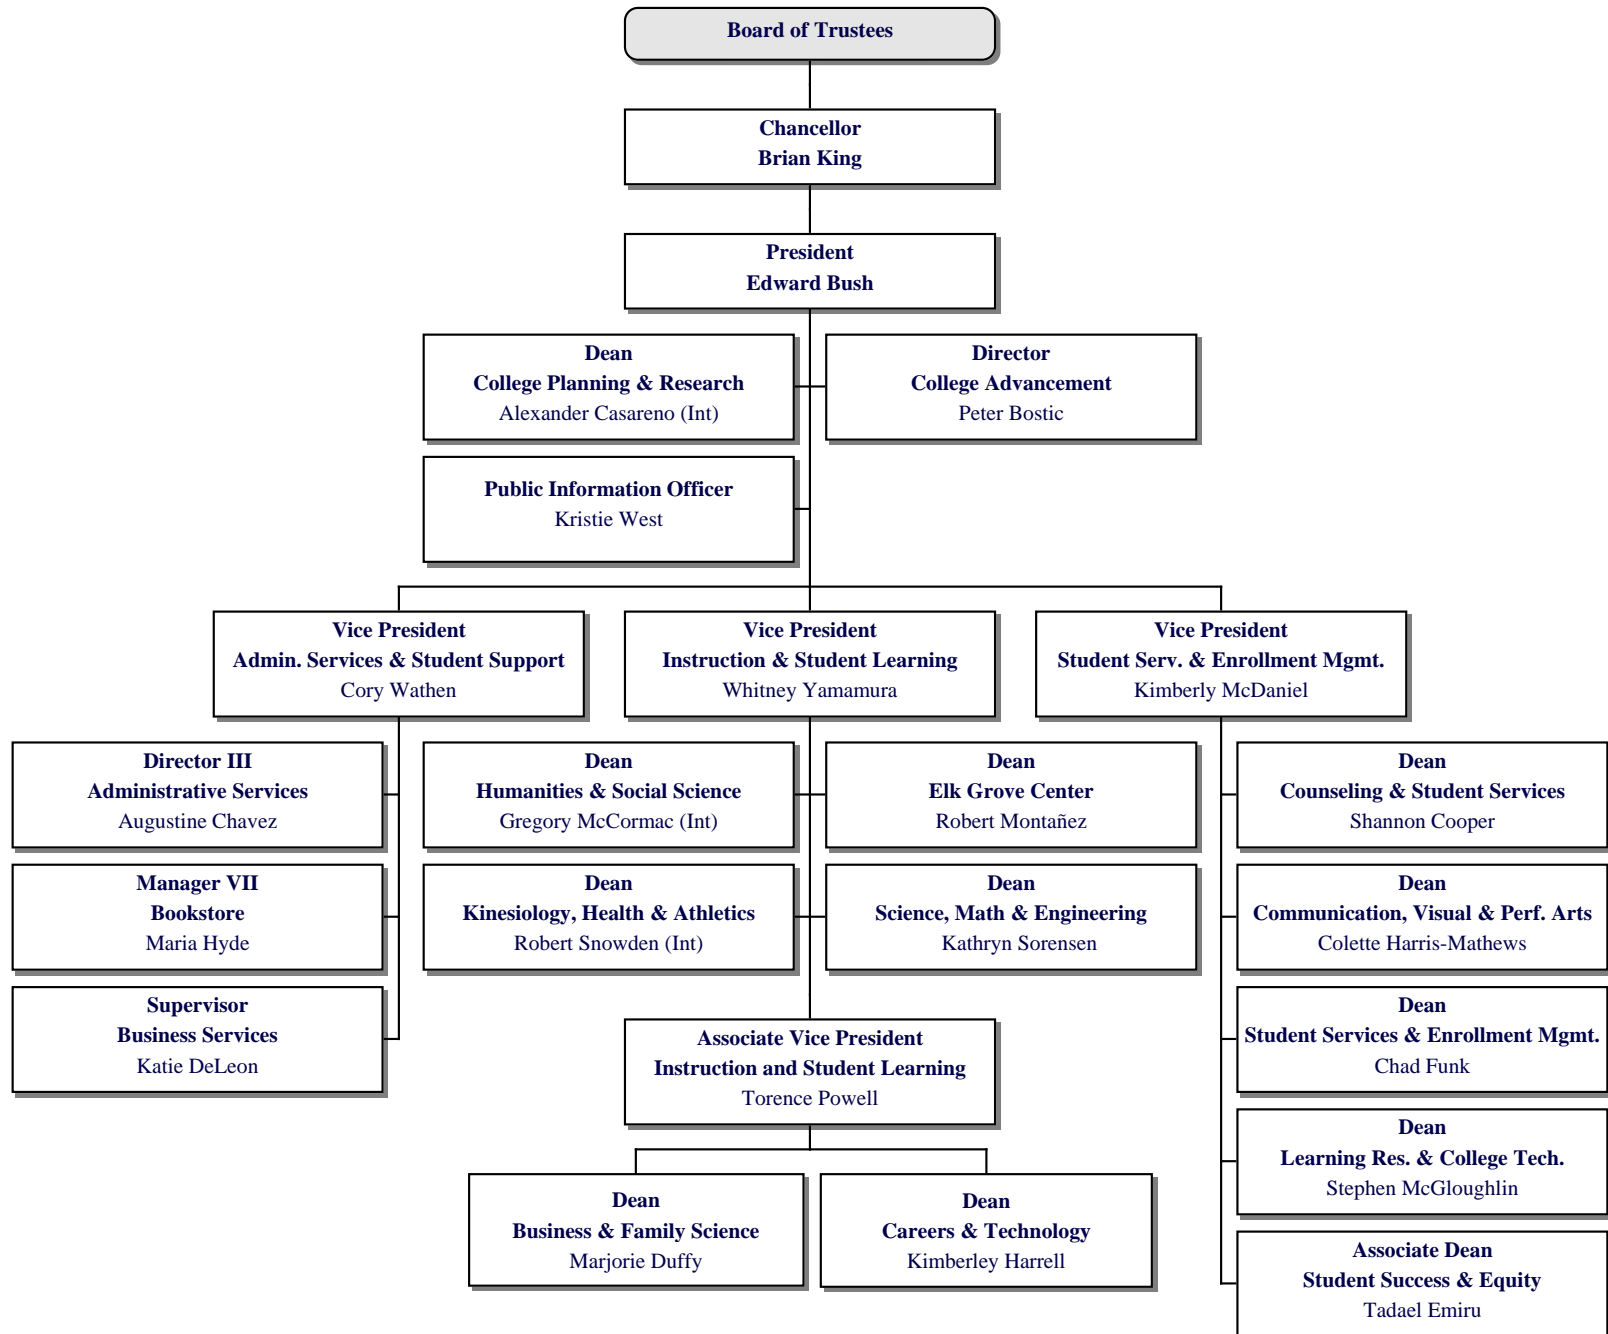 Board of Trustees
Chancellor
Brian King
President
Edward Bush
Dean
College Planning & Research
Alexander Casareno (Int)
Director
College Advancement
Peter Bostic
Public Information Officer
Kristie West
Vice President
Admin. Services & Student Support
Cory Wathen
Vice President
Instruction & Student Learning
Whitney Yamamura
Vice President
Student Serv. & Enrollment Mgmt.
Kimberly McDaniel
Director III
Administrative Services
Augustine Chavez
Dean
Humanities & Social Science
Gregory McCormac (Int)
Dean
Elk Grove Center
Robert Montañez
Dean
Counseling & Student Services
Shannon Cooper
Manager VII
Bookstore
Maria Hyde
Dean
Kinesiology, Health & Athletics
Robert Snowden (Int)
Dean
Science, Math & Engineering
Kathryn Sorensen
Dean
Communication, Visual & Perf. Arts
Colette Harris-Mathews
Supervisor
Business Services
Katie DeLeon
Associate Vice President
Instruction and Student Learning
Torence Powell
Dean
Student Services & Enrollment Mgmt.
Chad Funk
Dean
Learning Res. & College Tech.
Stephen McGloughlin
Dean
Business & Family Science
Marjorie Duffy
Dean
Careers & Technology
Kimberley Harrell
Associate Dean
Student Success & Equity
Tadael Emiru